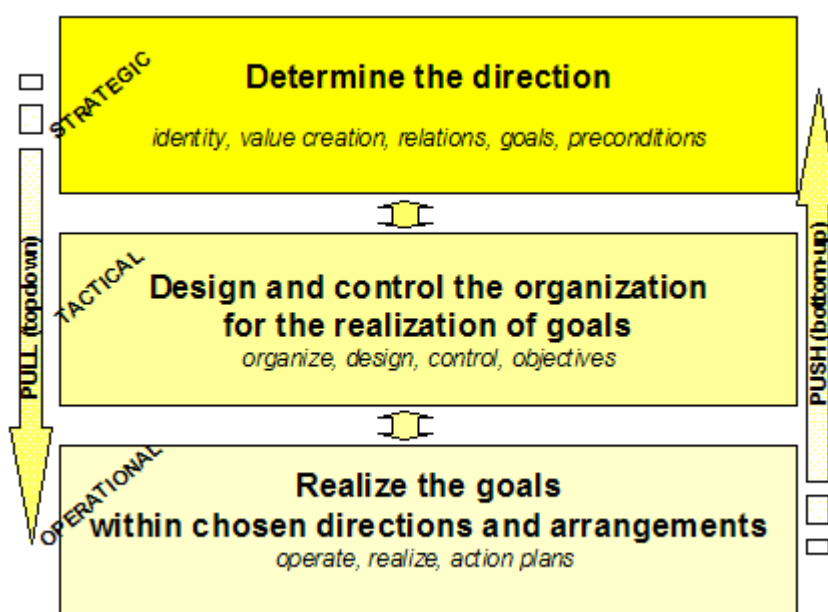 STRATEGIC
Determine the direction
identity, value creation, relations, goals, preconditions
PULL (topdown)
TACTICAL
Design and control the organization
for the realization of goals
organize, design, control, objectives
PUSH (bottom-up)
OPERATIONAL
Realize the goals
within chosen directions and arrangements
operate, realize, action plans